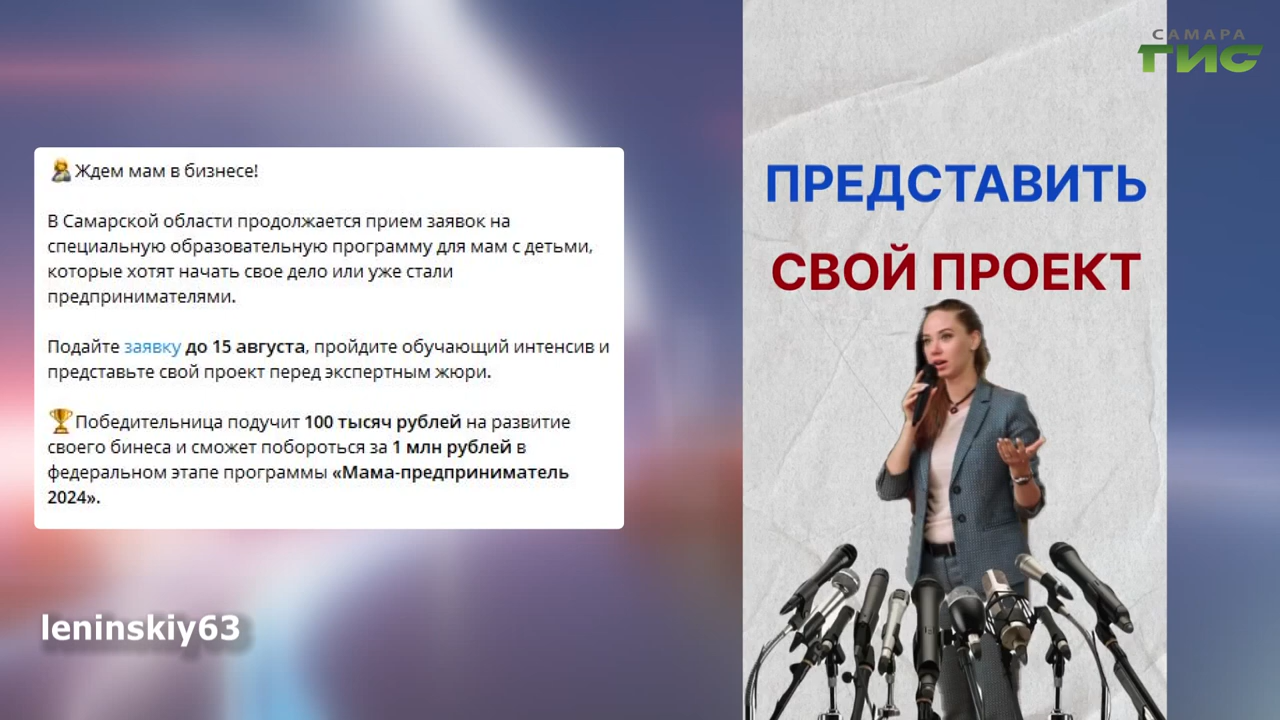 Ждем мам в бизнесе!
В Самарской области продолжается прием заявок на
специальную образовательную программу для мам с детьми,
которые хотят начать свое дело или уже стали
предпринимателями.
Подайте заявку до 15 августа, пройдите обучающий интенсив и
представьте свой проект перед экспертным жюри.
Победительница подучит 100 тысяч рублей на развитие
своего бинеса и сможет побороться за 1 млн рублей в
федеральном этапе программы «Мама-предприниматель
2024».
leninskiy63
ПРЕДСТАВИТЬ
СВОЙ ПРОЕКТ
САМАРА
ГИС